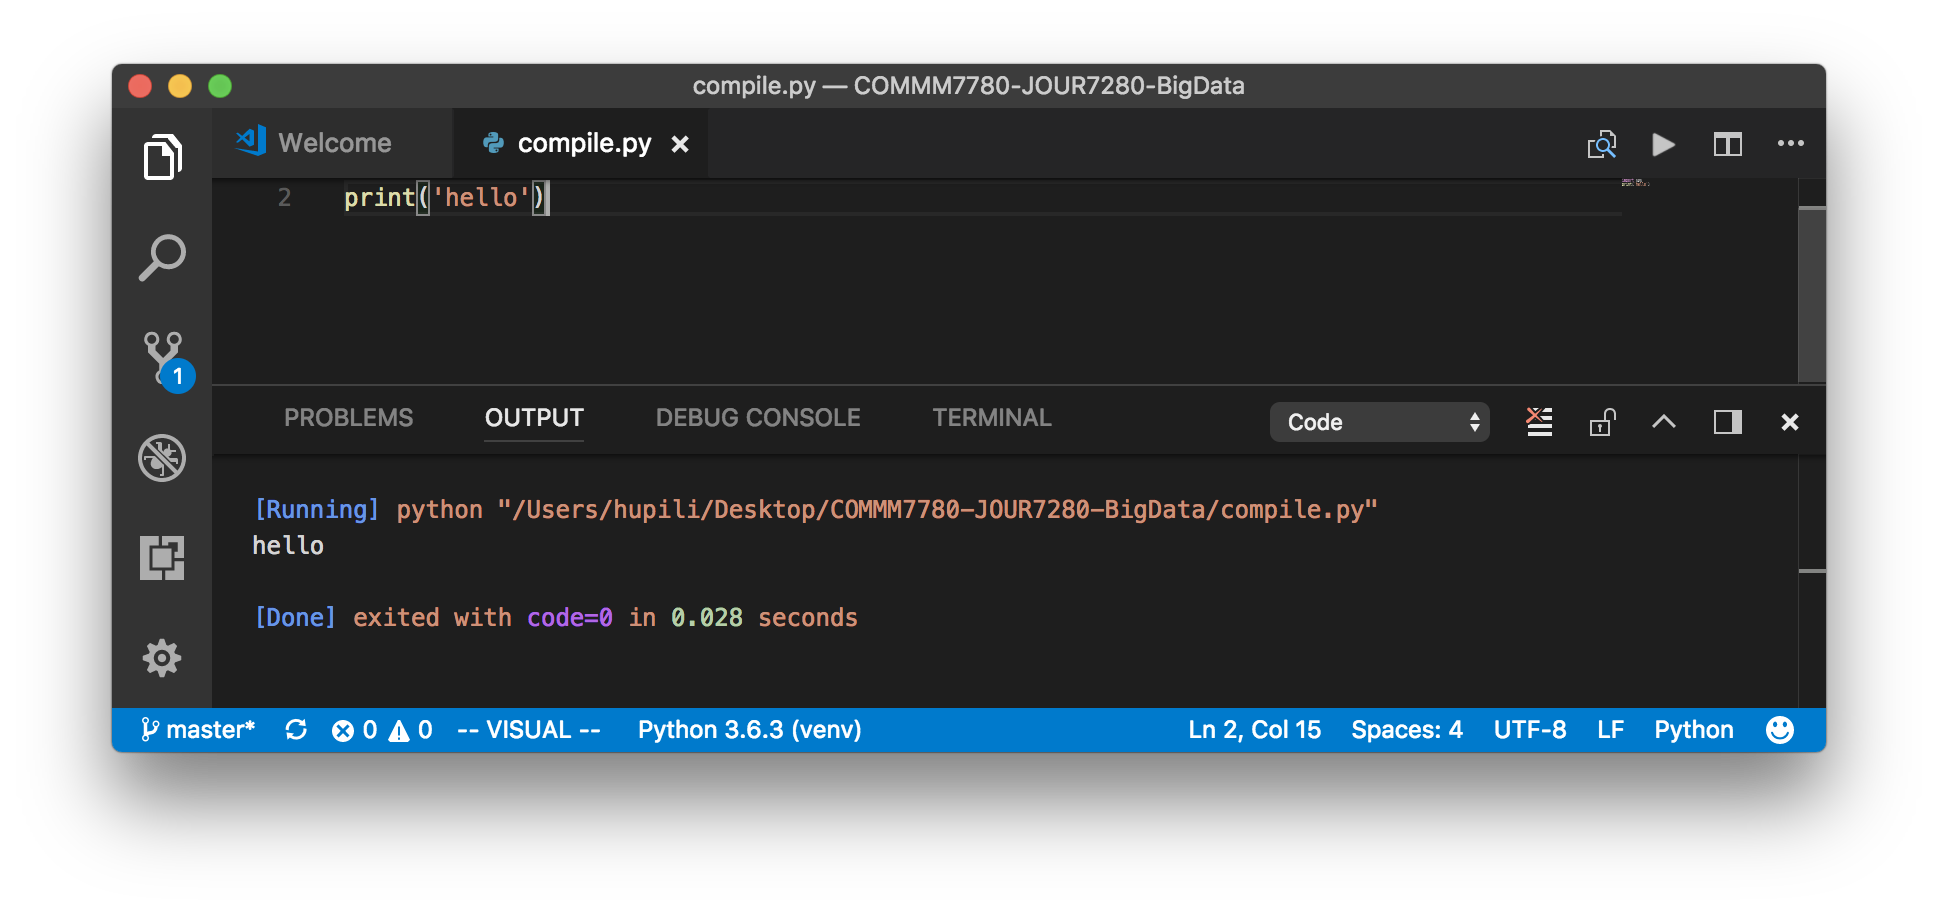 compile.py — COMMM7780-JOUR7280-BigData
Welcome compile.py
2 print('hello')
PROBLEMS OUTPUT DEBUG CONSOLE TERMINAL Code
[Running] python "/Users/hupili/Desktop/COMMM7780-JOUR7280-BigData/compile.py"
hello
[Done] exited with code=0 in 0.028 seconds
1
master* 0 0 -- VISUAL -- Python 3.6.3 (venv) Ln 2, Col 15 Spaces: 4 UTF-8 LF Python